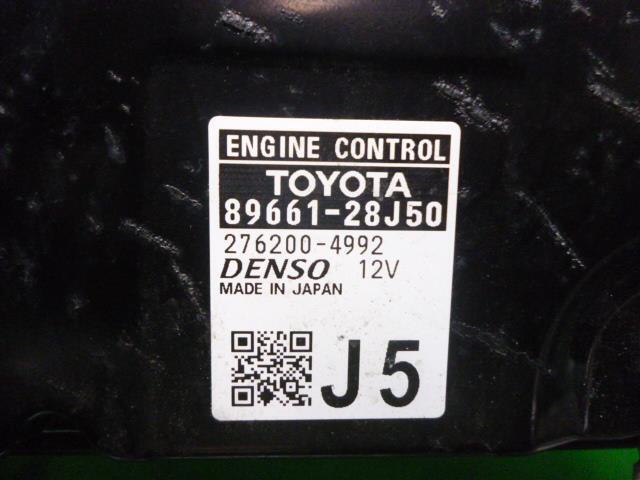 ENGINE CONTROL
TOYOTA
89661-28J50
276200-4992
DENSO 12V
MADE IN JAPAN
J5